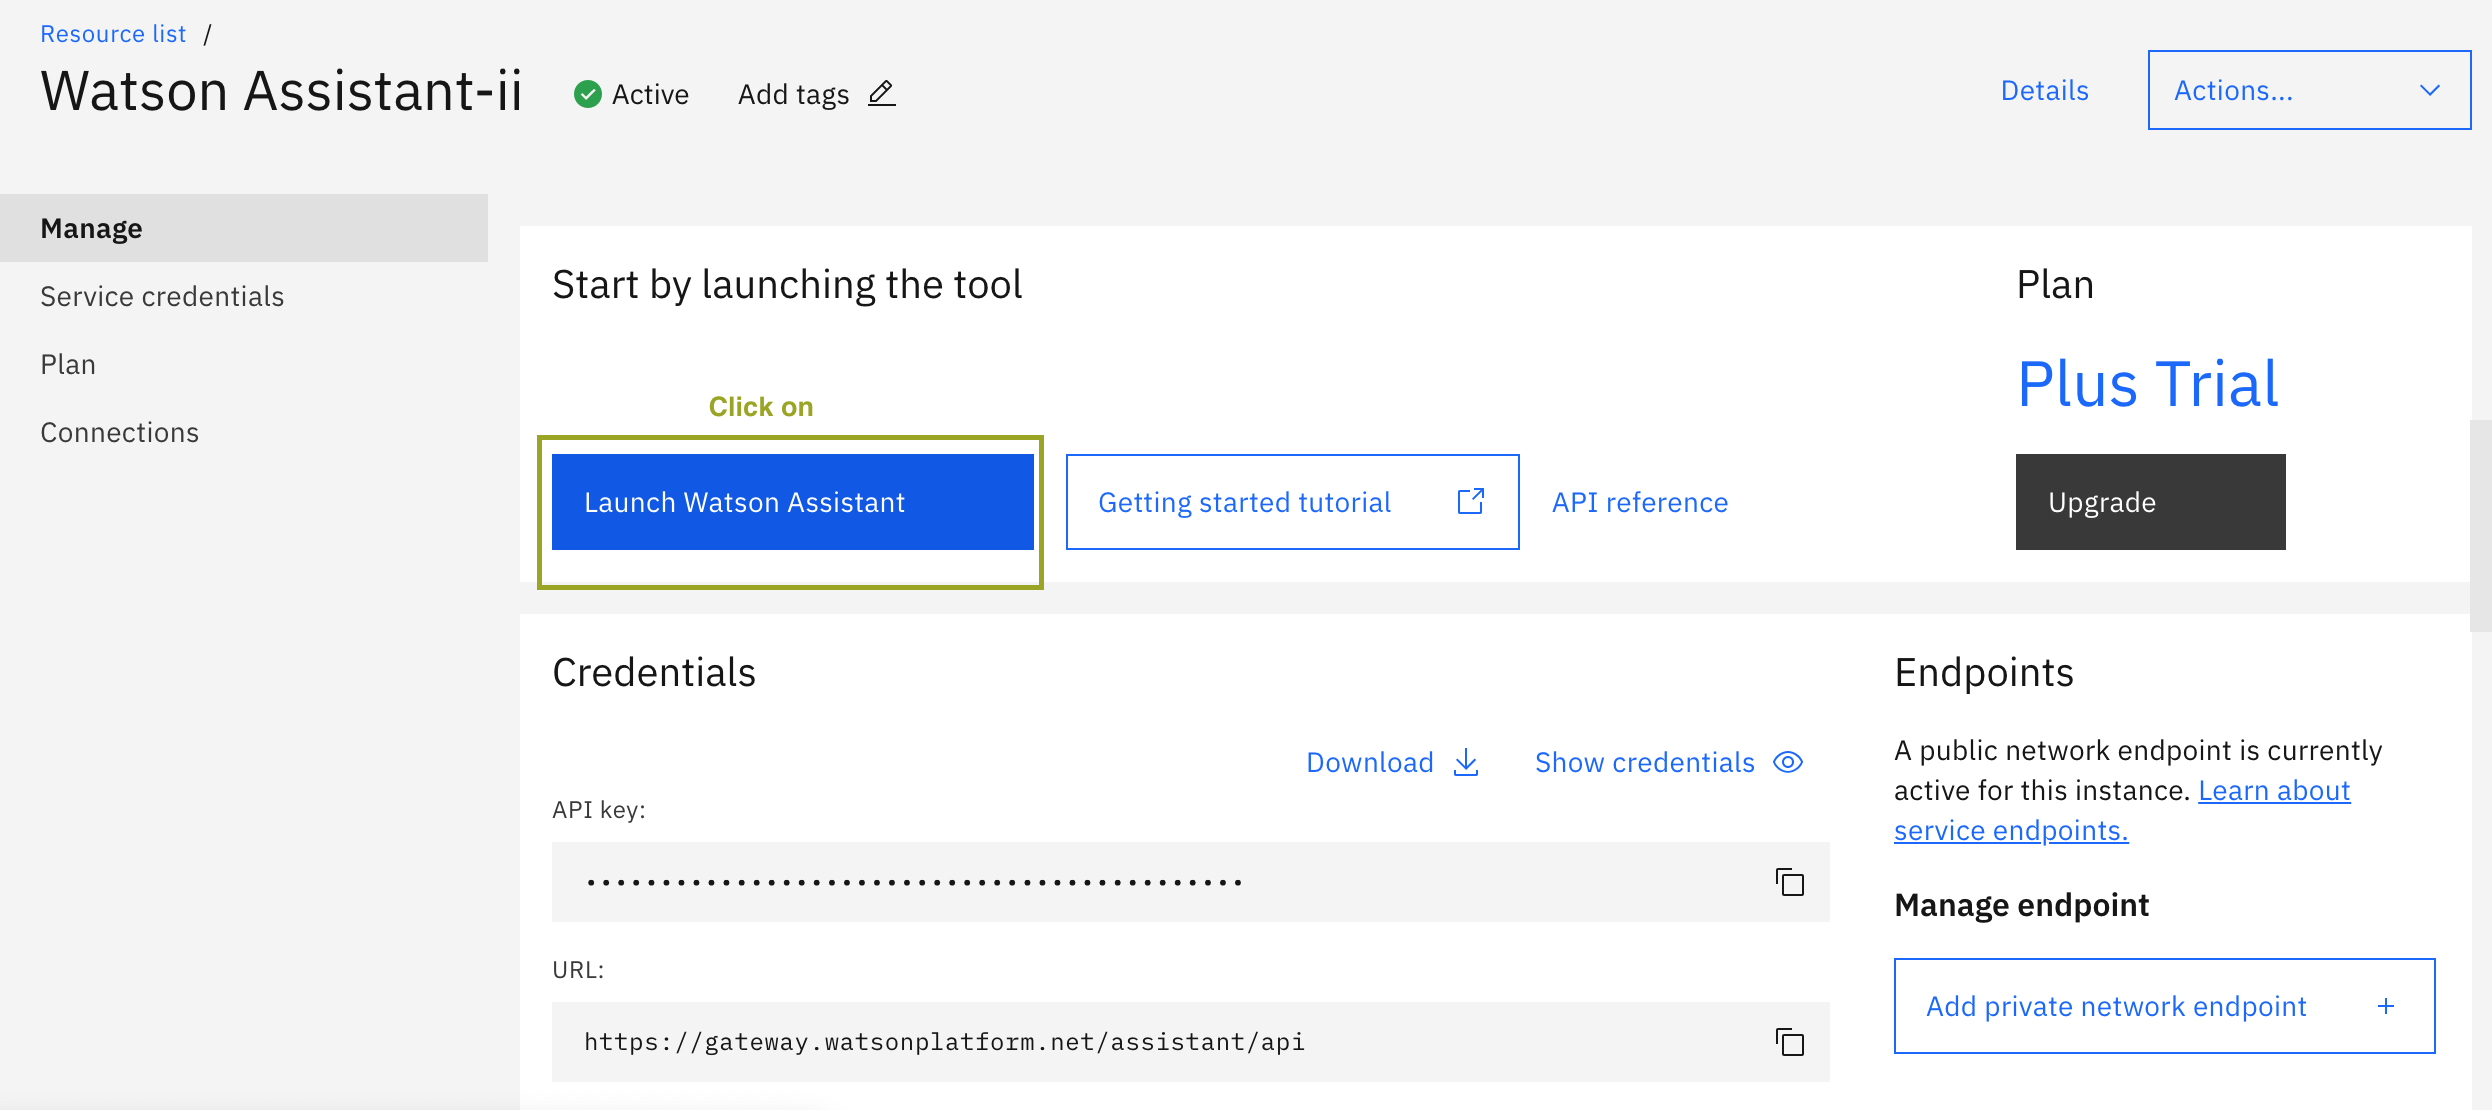 Resource list /
Watson Assistant-ii
Active
Add tags
Details
Actions...
Manage
Service credentials
Plan
Connections
Start by launching the tool
Click on
Launch Watson Assistant
Getting started tutorial
API reference
Plan
Plus Trial
Upgrade
Credentials
Download
Show credentials
API key:
••••••••••••••••••••••••••••••••••••••••••••
URL:
https://gateway.watsonplatform.net/assistant/api
Endpoints
A public network endpoint is currently
active for this instance. Learn about
service endpoints.
Manage endpoint
Add private network endpoint +